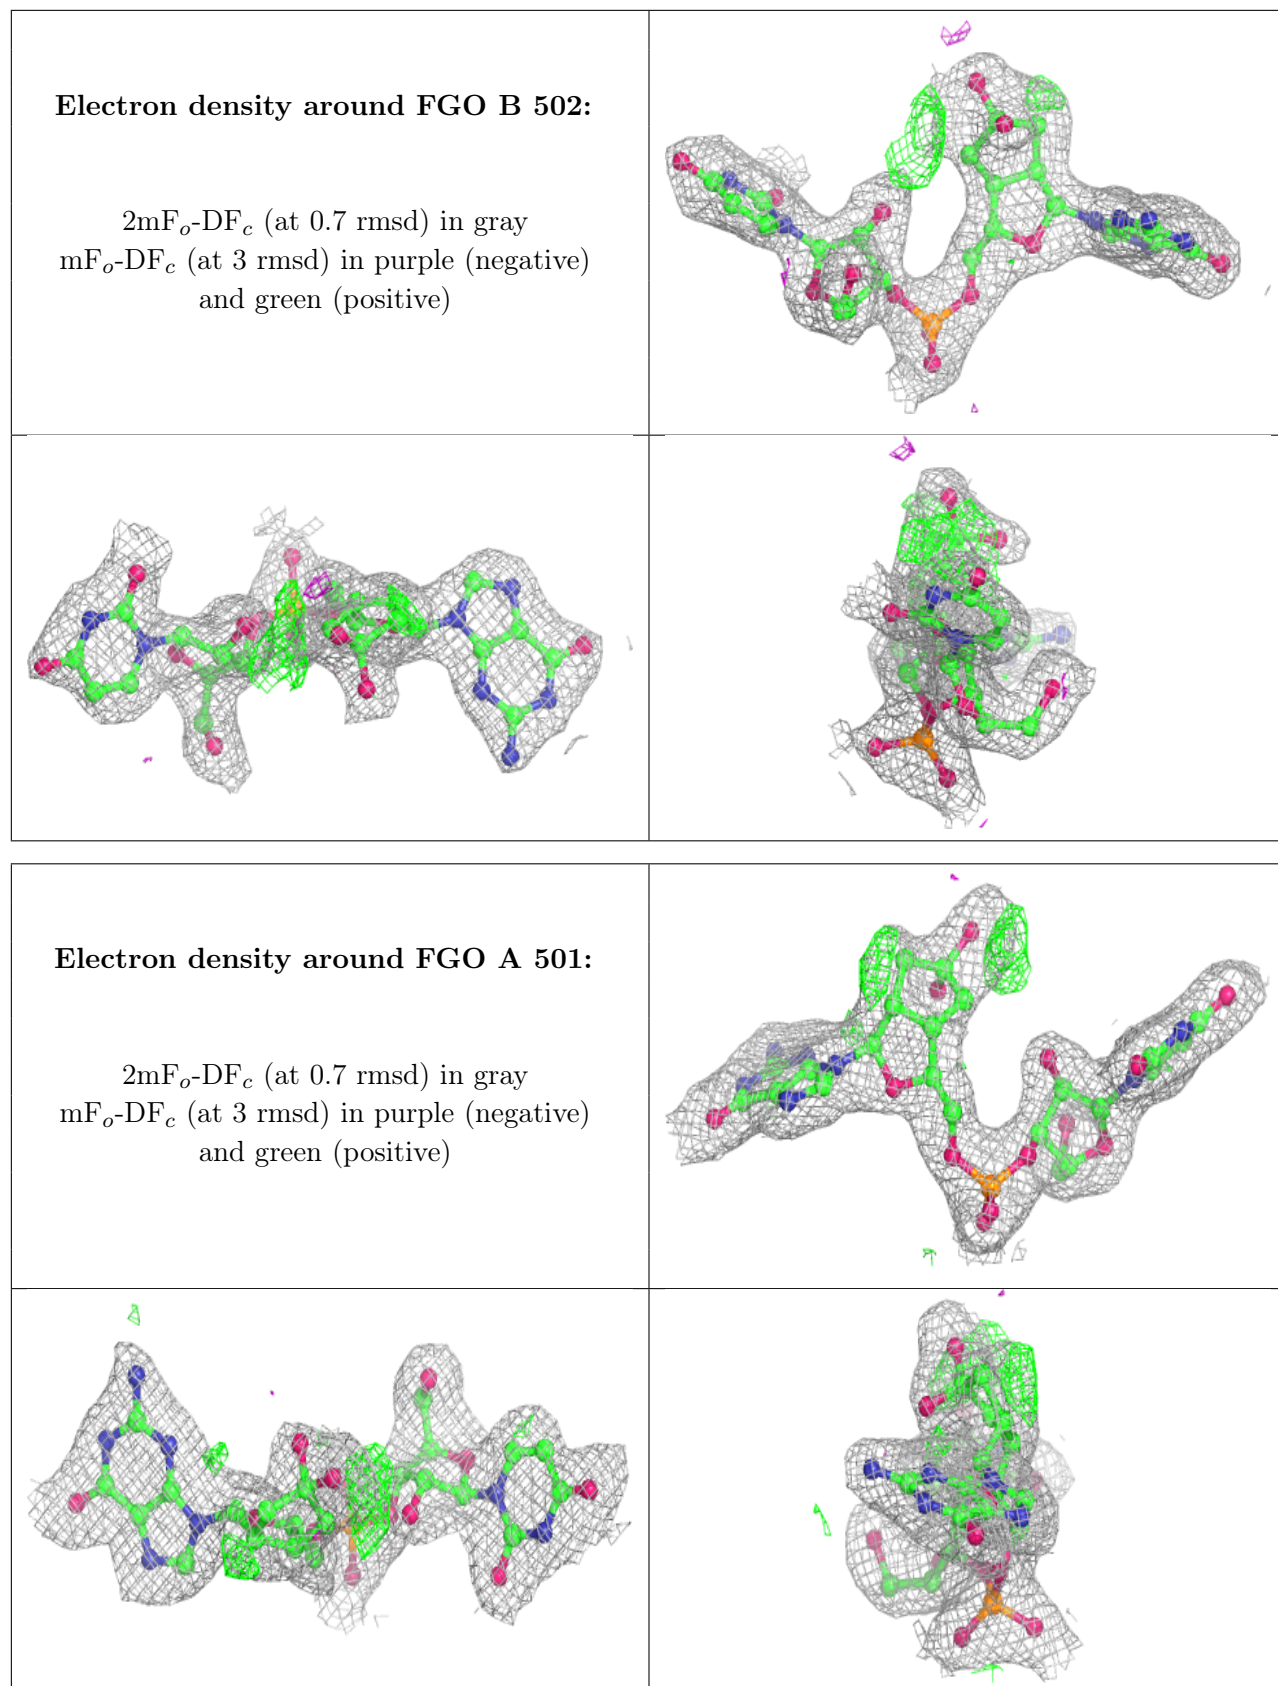 Electron density around FGO B 502:
2mFo-DFc (at 0.7 rmsd) in gray
mFo-DFc (at 3 rmsd) in purple (negative)
and green (positive)
Electron density around FGO A 501:
2mFo-DFc (at 0.7 rmsd) in gray
mFo-DFc (at 3 rmsd) in purple (negative)
and green (positive)